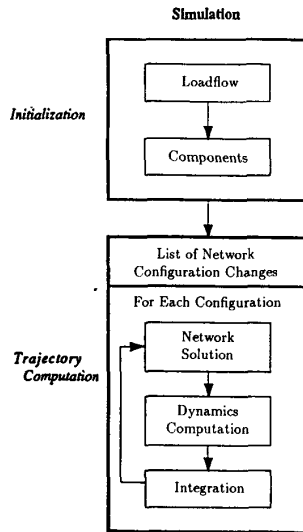 Simulation
Loadflow
Initialization
Components
List of Network
Configuration Changes
For Each Configuration
Network
Solution
Trajectory
Computation
Dynamics
Computation
Integration